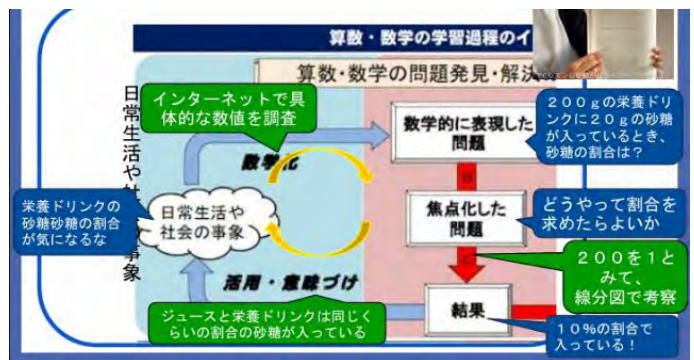 算数・数学の学習過程のイ
算数・数学の問題発見・解決
日常生活や
事象
インターネットで具
体的な数値を調査
数学化
数学的に表現した
問題
200gの栄養ドリ
ンクに20gの砂糖
が入っているとき、
砂糖の割合は?
栄養ドリンクの
砂糖砂糖の割合
が気になるな
日常生活や
社会の事象
焦点化した
問題
どうやって割合を
求めたらよいか
活用・意味づけ
200を1と
みて、
線分図で考察
ジュースと栄養ドリンクは同じく
らいの割合の砂糖が入っている
結果
10%の割合で
入っている!